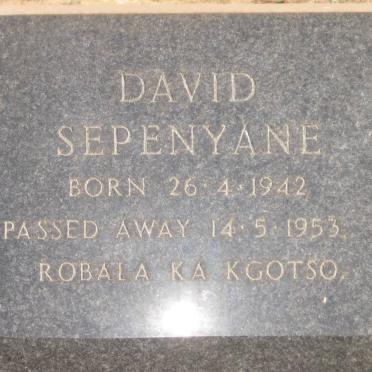 DAVID
SEPENYANE
BORN 26·4·1942
PASSED AWAY 14·5·1953.
ROBALA KA KGOTSO.